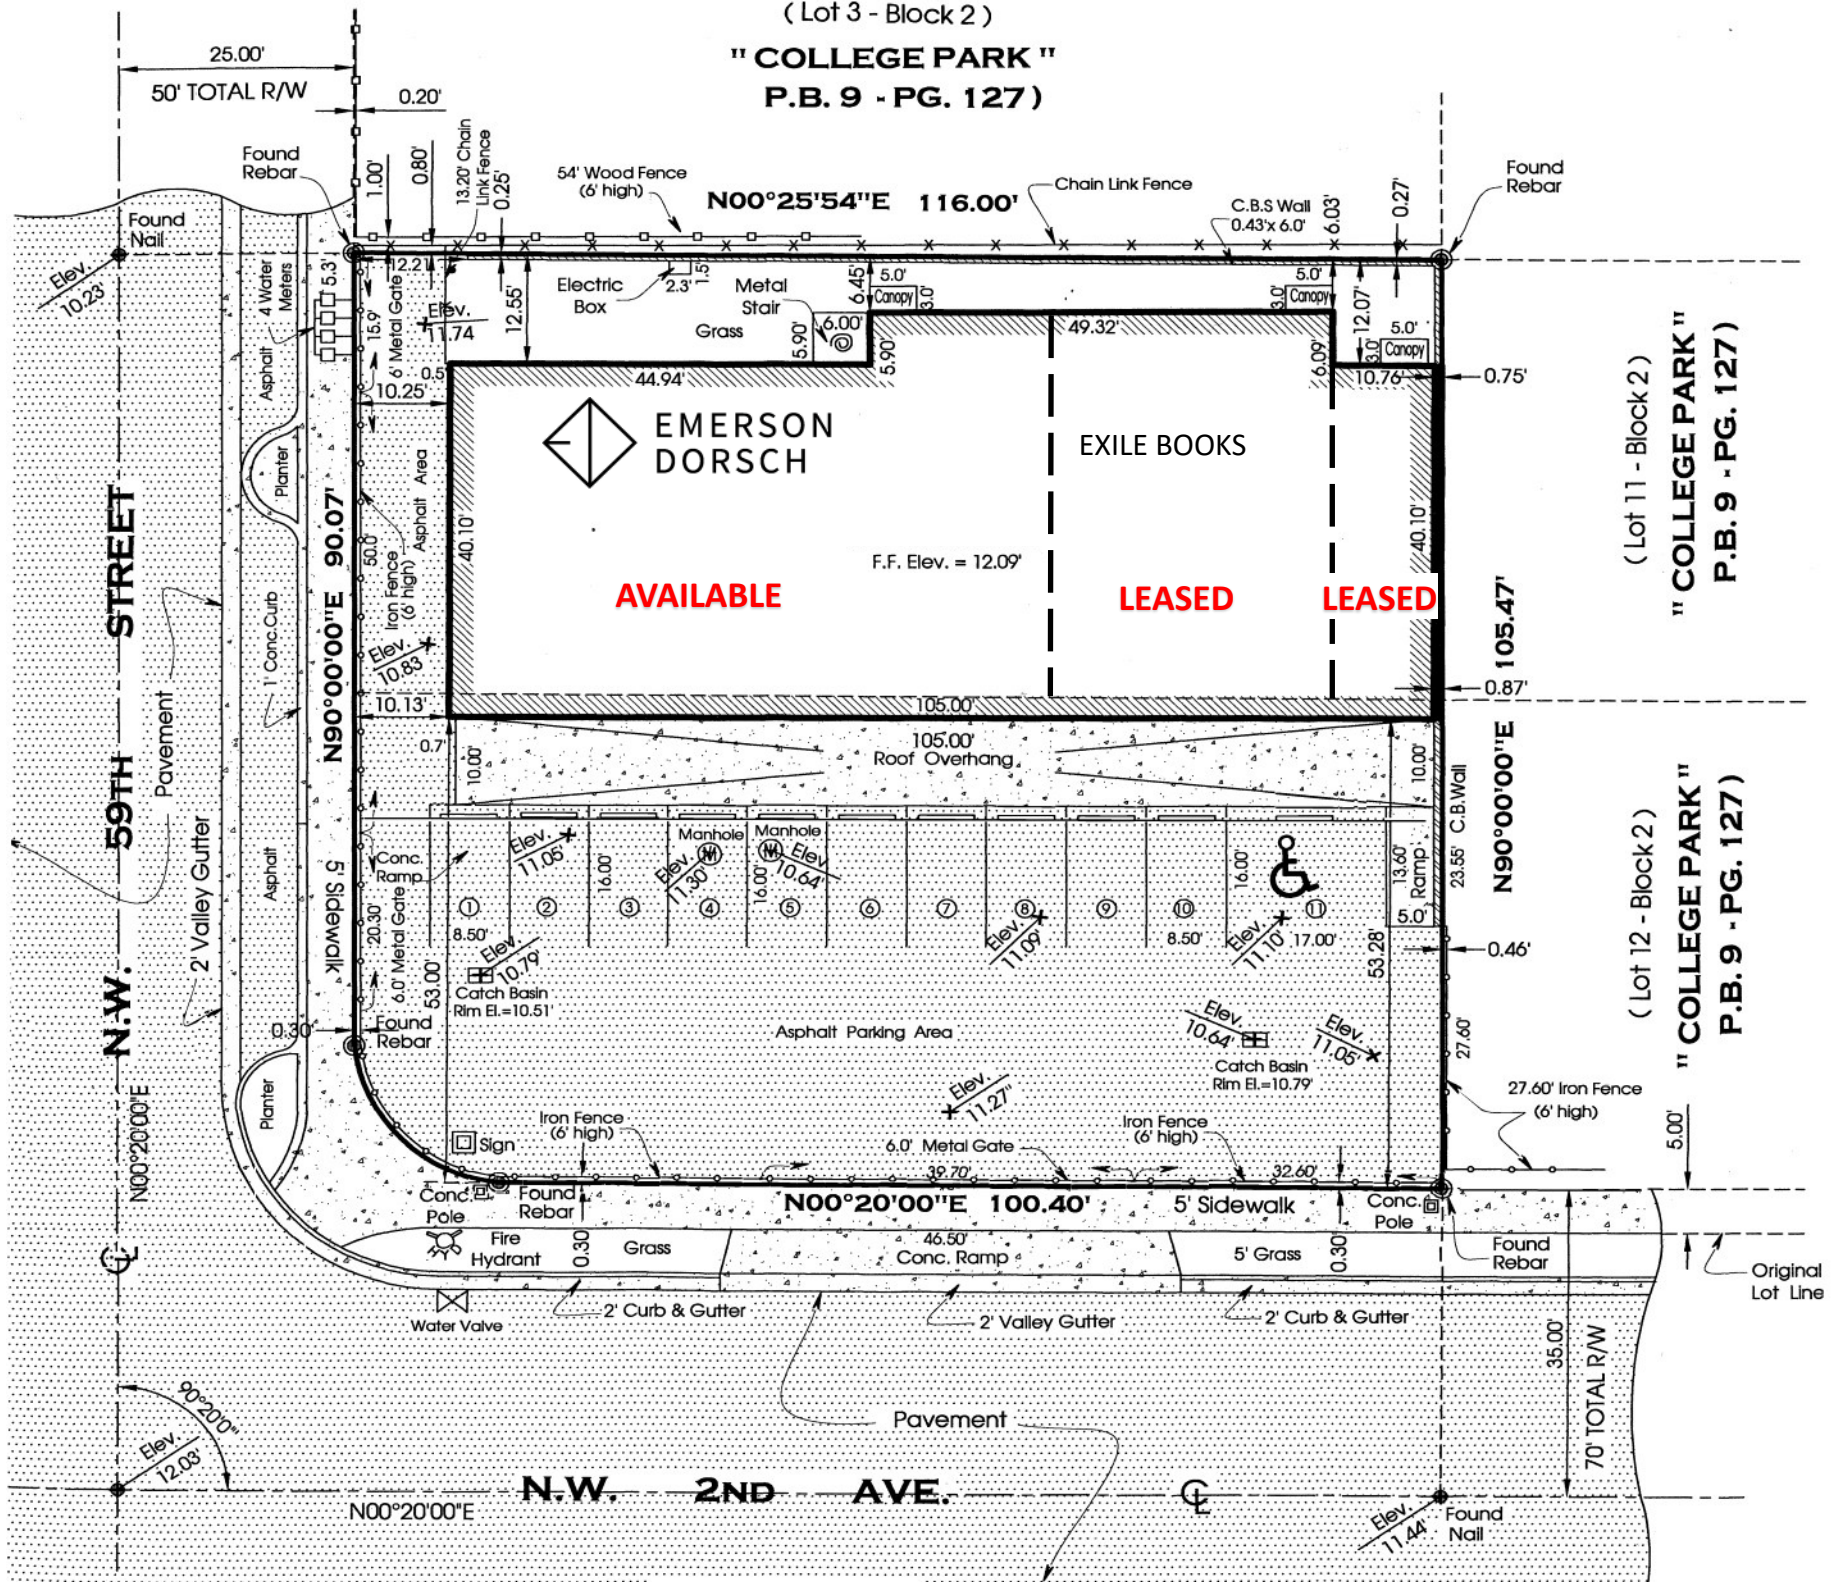 ( Lot 3 - Block 2 )
" COLLEGE PARK "
P.B. 9 - PG. 127)
25.00'
50' TOTAL R/W
0.20'
Found
Rebar
1.00'
0.80'
13.20' Chain
Link Fence
0.25'
54' Wood Fence
(6' high)
N00°25'54"E 116.00'
Chain Link Fence
C.B.S Wall
0.43'x 6.0'
6.03'
0.27'
Found
Rebar
Found
Nail
Elev.
10.23'
4 Water
Meters
5.3'
12.21'
15.9'
6' Metal Gate
Elev.
11.74
12.55'
Electric
Box
2.3'
1.5'
Metal
Stair
Grass
6.00'
5.90'
6.45'
5.0'
Canopy
3.0'
5.90'
49.32'
5.0'
Canopy
3.0'
6.09'
12.07'
5.0'
Canopy
3.0'
10.76'
0.75'
0.5'
10.25'
44.94'
Asphalt
Planter
EMERSON
DORSCH
EXILE BOOKS
Asphalt Area
40.10'
40.10'
50.0'
Iron Fence
(6' high)
F.F. Elev. = 12.09'
AVAILABLE
LEASED
LEASED
N90°00'00"E 90.07'
N90°00'00"E 105.47'
( Lot 11 - Block 2 )
" COLLEGE PARK "
P.B. 9 - PG. 127)
N.W. 59TH STREET
Pavement
1' Conc.Curb
Elev.
10.83
0.87'
10.13'
105.00'
0.7'
10.00'
105.00'
Roof Overhang
10.00'
C.B.Wall
23.55'
( Lot 12 - Block 2 )
" COLLEGE PARK "
P.B. 9 - PG. 127)
2' Valley Gutter
Asphalt
5' Sidewalk
Conc.
Ramp
20.30'
6.0' Metal Gate
Elev.
11.05'
16.00'
Manhole
Elev.
11.30'
Manhole
Elev
10.64'
16.00'
16.00'
13.60'
Ramp
5.0'
1
2
3
4
5
6
7
8
9
10
11
8.50'
8.50'
17.00'
Elev.
10.79'
Catch Basin
Rim El.=10.51'
Elev.
11.09'
Elev.
11.10'
53.00'
53.28'
0.46'
0.30'
Found
Rebar
Asphalt Parking Area
Elev.
10.64'
Catch Basin
Rim El.=10.79'
Elev.
11.05'
27.60'
27.60' Iron Fence
(6' high)
Planter
N00°20'00"E
Elev.
11.27"
Sign
Iron Fence
(6' high)
6.0' Metal Gate
Iron Fence
(6' high)
39.70'
32.60'
5.00'
Conc.
Pole
Found
Rebar
N00°20'00"E 100.40'
5' Sidewalk
Conc.
Pole
Fire
Hydrant
0.30'
Grass
46.50'
Conc. Ramp
5' Grass
0.30'
Found
Rebar
Original
Lot Line
Water Valve
2' Curb & Gutter
2' Valley Gutter
2' Curb & Gutter
35.00'
70' TOTAL R/W
90°20'0"
Elev.
12.03'
Pavement
N.W. 2ND AVE.
N00°20'00"E
Elev.
11.44'
Found
Nail